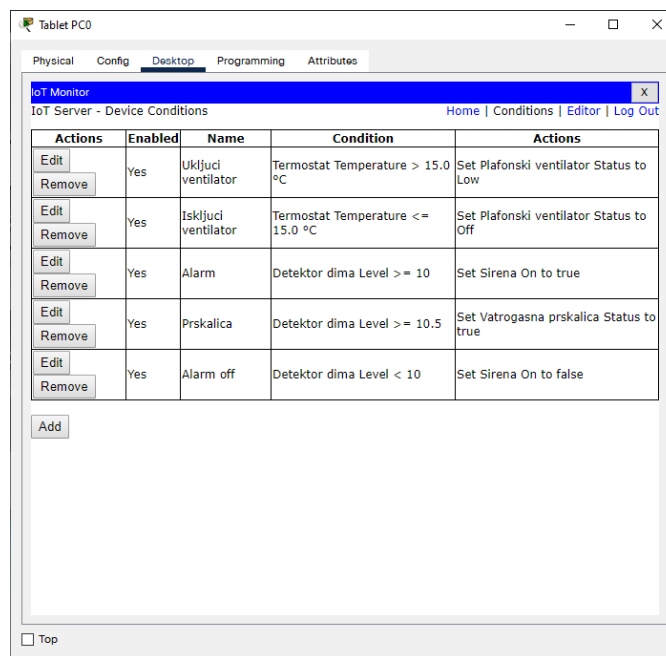 Tablet PC0
Physical Config Desktop Programming Attributes
IoT Monitor X
IoT Server - Device Conditions Home | Conditions | Editor | Log Out
Actions Enabled Name Condition Actions
Edit
Remove
Yes
Ukljuci
ventilator
Termostat Temperature > 15.0
°C
Set Plafonski ventilator Status to
Low
Edit
Remove
Yes
Iskljuci
ventilator
Termostat Temperature <=
15.0 °C
Set Plafonski ventilator Status to
Off
Edit
Remove
Yes
Alarm
Detektor dima Level >= 10
Set Sirena On to true
Edit
Remove
Yes
Prskalica
Detektor dima Level >= 10.5
Set Vatrogasna prskalica Status to
true
Edit
Remove
Yes
Alarm off
Detektor dima Level < 10
Set Sirena On to false
Add
Top